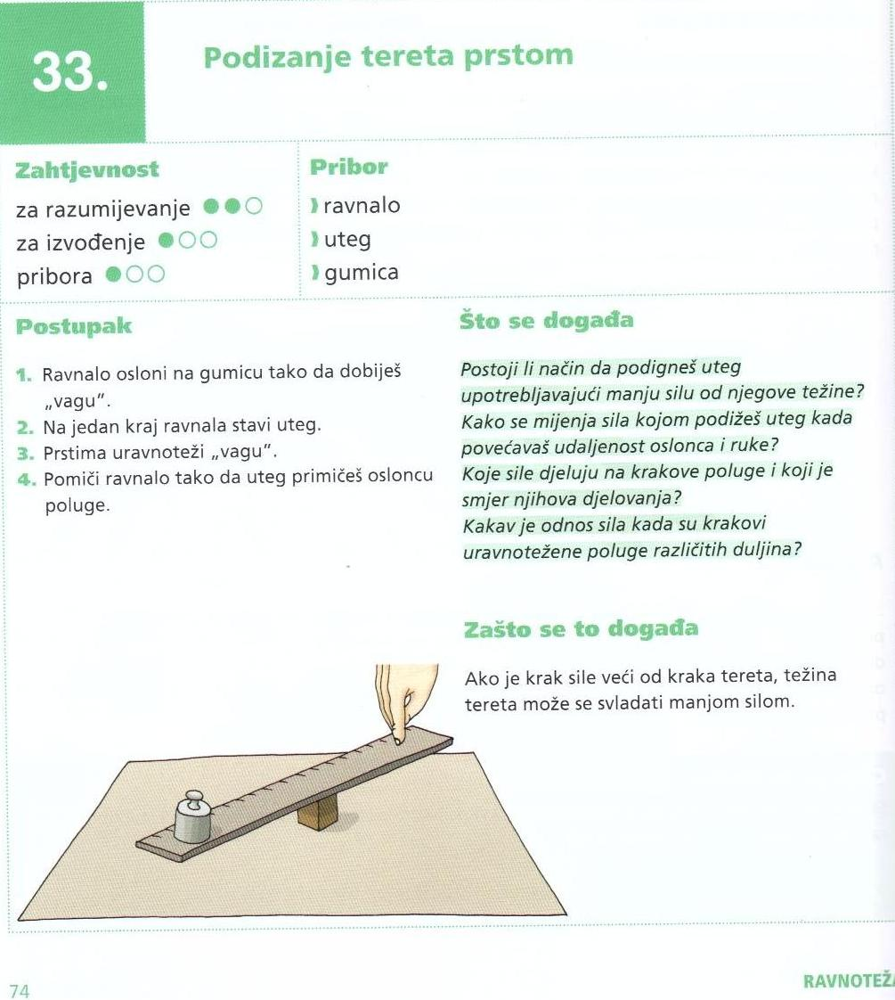 33.
Podizanje tereta prstom
Zahtjevnost
za razumijevanje
za izvođenje
pribora
Pribor
ravnalo
uteg
gumica
Postupak
1. Ravnalo osloni na gumicu tako da dobiješ
„vagu".
2. Na jedan kraj ravnala stavi uteg.
3. Prstima uravnoteži „vagu".
4. Pomiči ravnalo tako da uteg primičeš osloncu
poluge.
Što se događa
Postoji li način da podigneš uteg
upotrebljavajući manju silu od njegove težine?
Kako se mijenja sila kojom podižeš uteg kada
povećavaš udaljenost oslonca i ruke?
Koje sile djeluju na krakove poluge i koji je
smjer njihova djelovanja?
Kakav je odnos sila kada su krakovi
uravnotežene poluge različitih duljina?
Zašto se to događa
Ako je krak sile veći od kraka tereta, težina
tereta može se svladati manjom silom.
74
RAVNOTEŽA